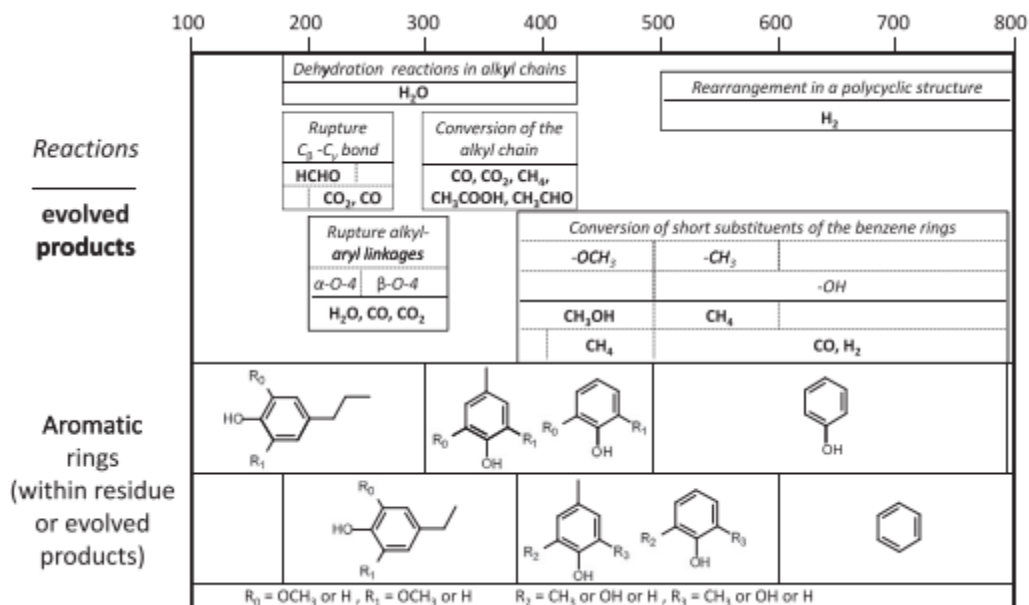 100 200 300 400 500 600 700 800
Dehydration reactions in alkyl chains
H₂O
Rearrangement in a polycyclic structure
H₂
Reactions
evolved
products
Rupture
Cᵦ -Cᵧ bond
HCHO
CO₂, CO
Conversion of the
alkyl chain
CO, CO₂, CH₄,
CH₃COOH, CH₃CHO
Rupture alkyl-
aryl linkages
α-O-4 β-O-4
H₂O, CO, CO₂
Conversion of short substituents of the benzene rings
-OCH₃ -CH₃
-OH
CH₃OH CH₄
CH₄ CO, H₂
Aromatic
rings
(within residue
or evolved
products)
R₀
HO
R₁
R₀ R₁
OH
R₀ R₁
OH
OH
R₀
HO
R₁
R₂ R₃
OH
R₂ R₃
OH
R₀ = OCH₃ or H , R₁ = OCH₃ or H R₂ = CH₃ or OH or H , R₃ = CH₃ or OH or H